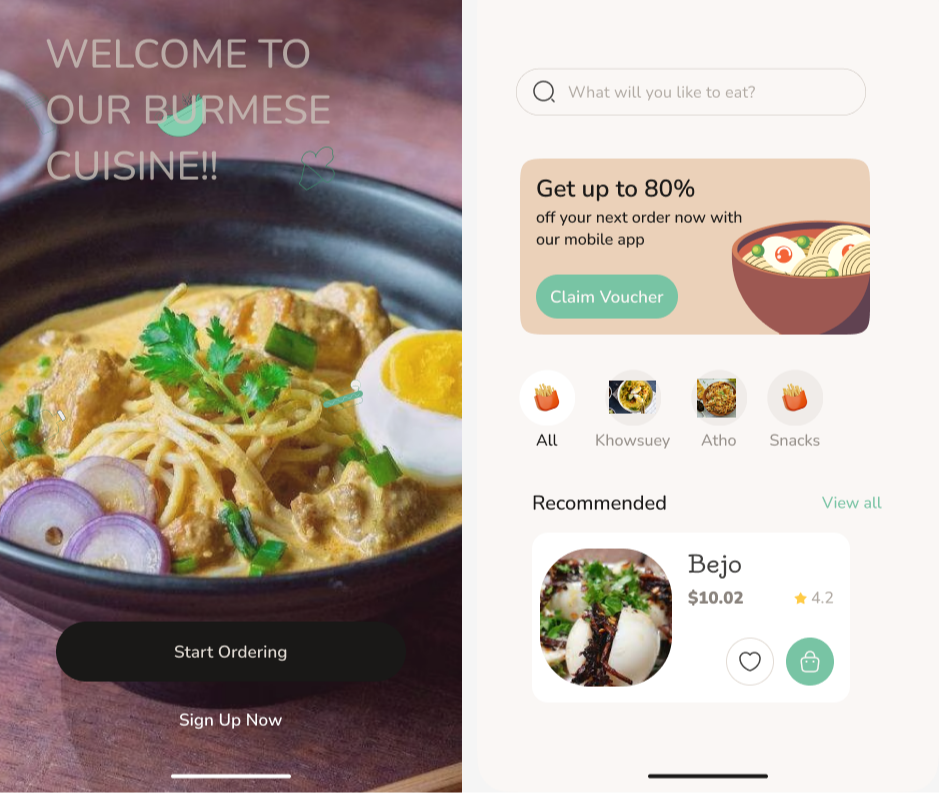 WELCOME TO
OUR BURMESE
CUISINE!!
Start Ordering
Sign Up Now
What will you like to eat?
Get up to 80%
off your next order now with
our mobile app
Claim Voucher
All
Khowsuey
Atho
Snacks
Recommended
View all
Bejo
$10.02
4.2